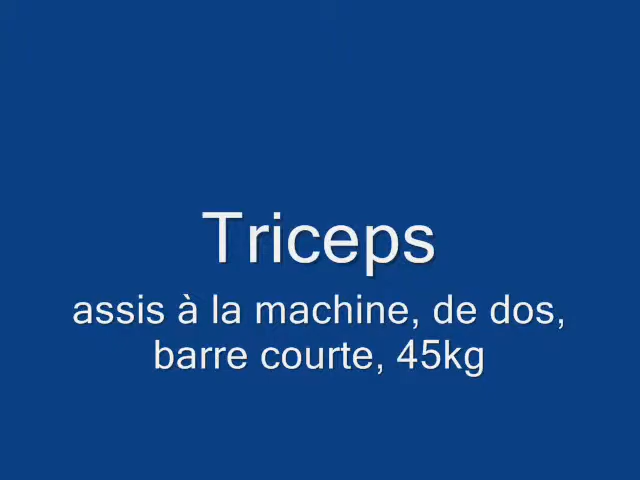 Triceps
assis à la machine, de dos,
barre courte, 45kg